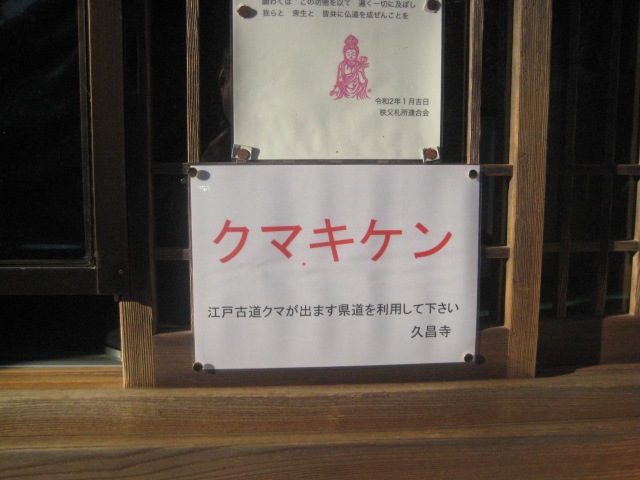 願わくは この功徳を以て 遍く一切に及ぼし
我らと 衆生と 皆共に仏道を成ぜんことを
令和2年1月吉日
秩父札所連合会
クマキケン
江戸古道クマが出ます県道を利用して下さい
久昌寺